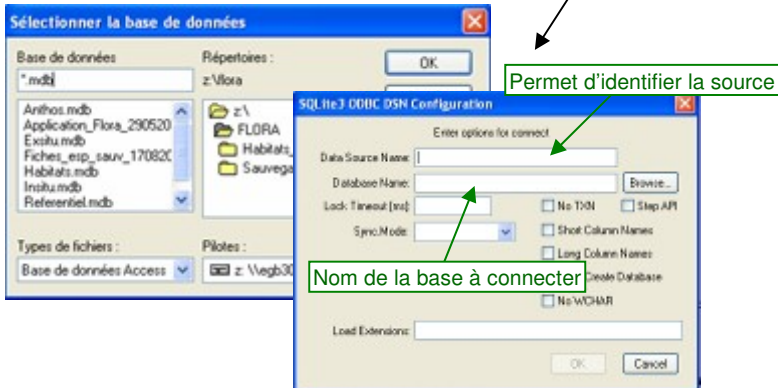 Sélectionner la base de données
Base de données
*.mdb
Anthos.mdb
Application_Flora_290520
Exsitu.mdb
Fiches_esp_sauv_17082
Habitats.mdb
Insitu.mdb
Referentiel.mdb
Types de fichiers :
Base de données Access
Répertoires :
z:\flora
z:\
FLORA
Habitats_
Sauvega
Pilotes :
z: \\egb30
OK
Permet d'identifier la source
SQLite3 ODBC DSN Configuration
Enter options for connect
Data Source Name:
Database Name:
Browse...
Lock Timeout [ms]:
No TXN
Step API
Sync.Mode:
Short Column Names
Long Column Names
Nom de la base à connecter
Create Database
No WCHAR
Load Extensions:
OK
Cancel